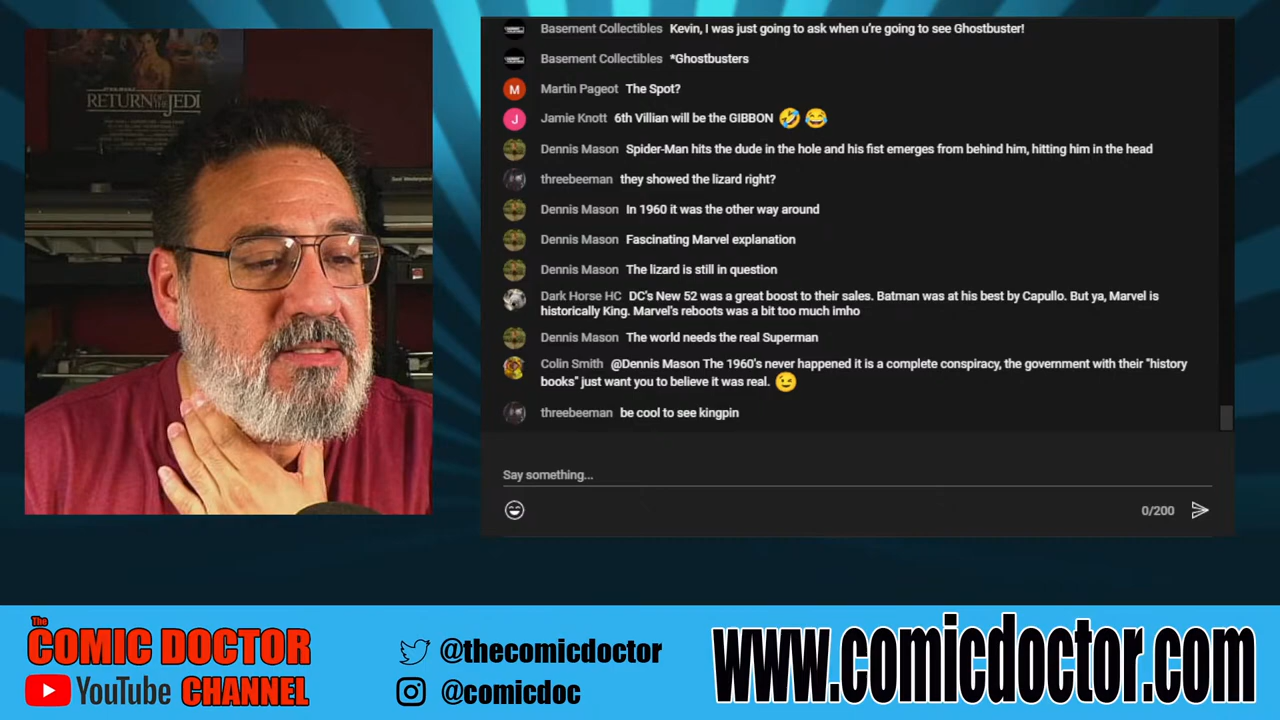 RETURN OF THE JEDI
Basement Collectibles Kevin, I was just going to ask when u're going to see Ghostbuster!
Basement Collectibles *Ghostbusters
M Martin Pageot The Spot?
J Jamie Knott 6th Villian will be the GIBBON 🤣 😂
Dennis Mason Spider-Man hits the dude in the hole and his fist emerges from behind him, hitting him in the head
threebeeman they showed the lizard right?
Dennis Mason In 1960 it was the other way around
Dennis Mason Fascinating Marvel explanation
Dennis Mason The lizard is still in question
Dark Horse HC DC's New 52 was a great boost to their sales. Batman was at his best by Capullo. But ya, Marvel is
historically King. Marvel's reboots was a bit too much imho
Dennis Mason The world needs the real Superman
Colin Smith @Dennis Mason The 1960's never happened it is a complete conspiracy, the government with their "history
books" just want you to believe it was real. 😉
threebeeman be cool to see kingpin
Say something...
0/200
The
COMIC DOCTOR
YouTube CHANNEL
@thecomicdoctor
@comicdoc
www.comicdoctor.com